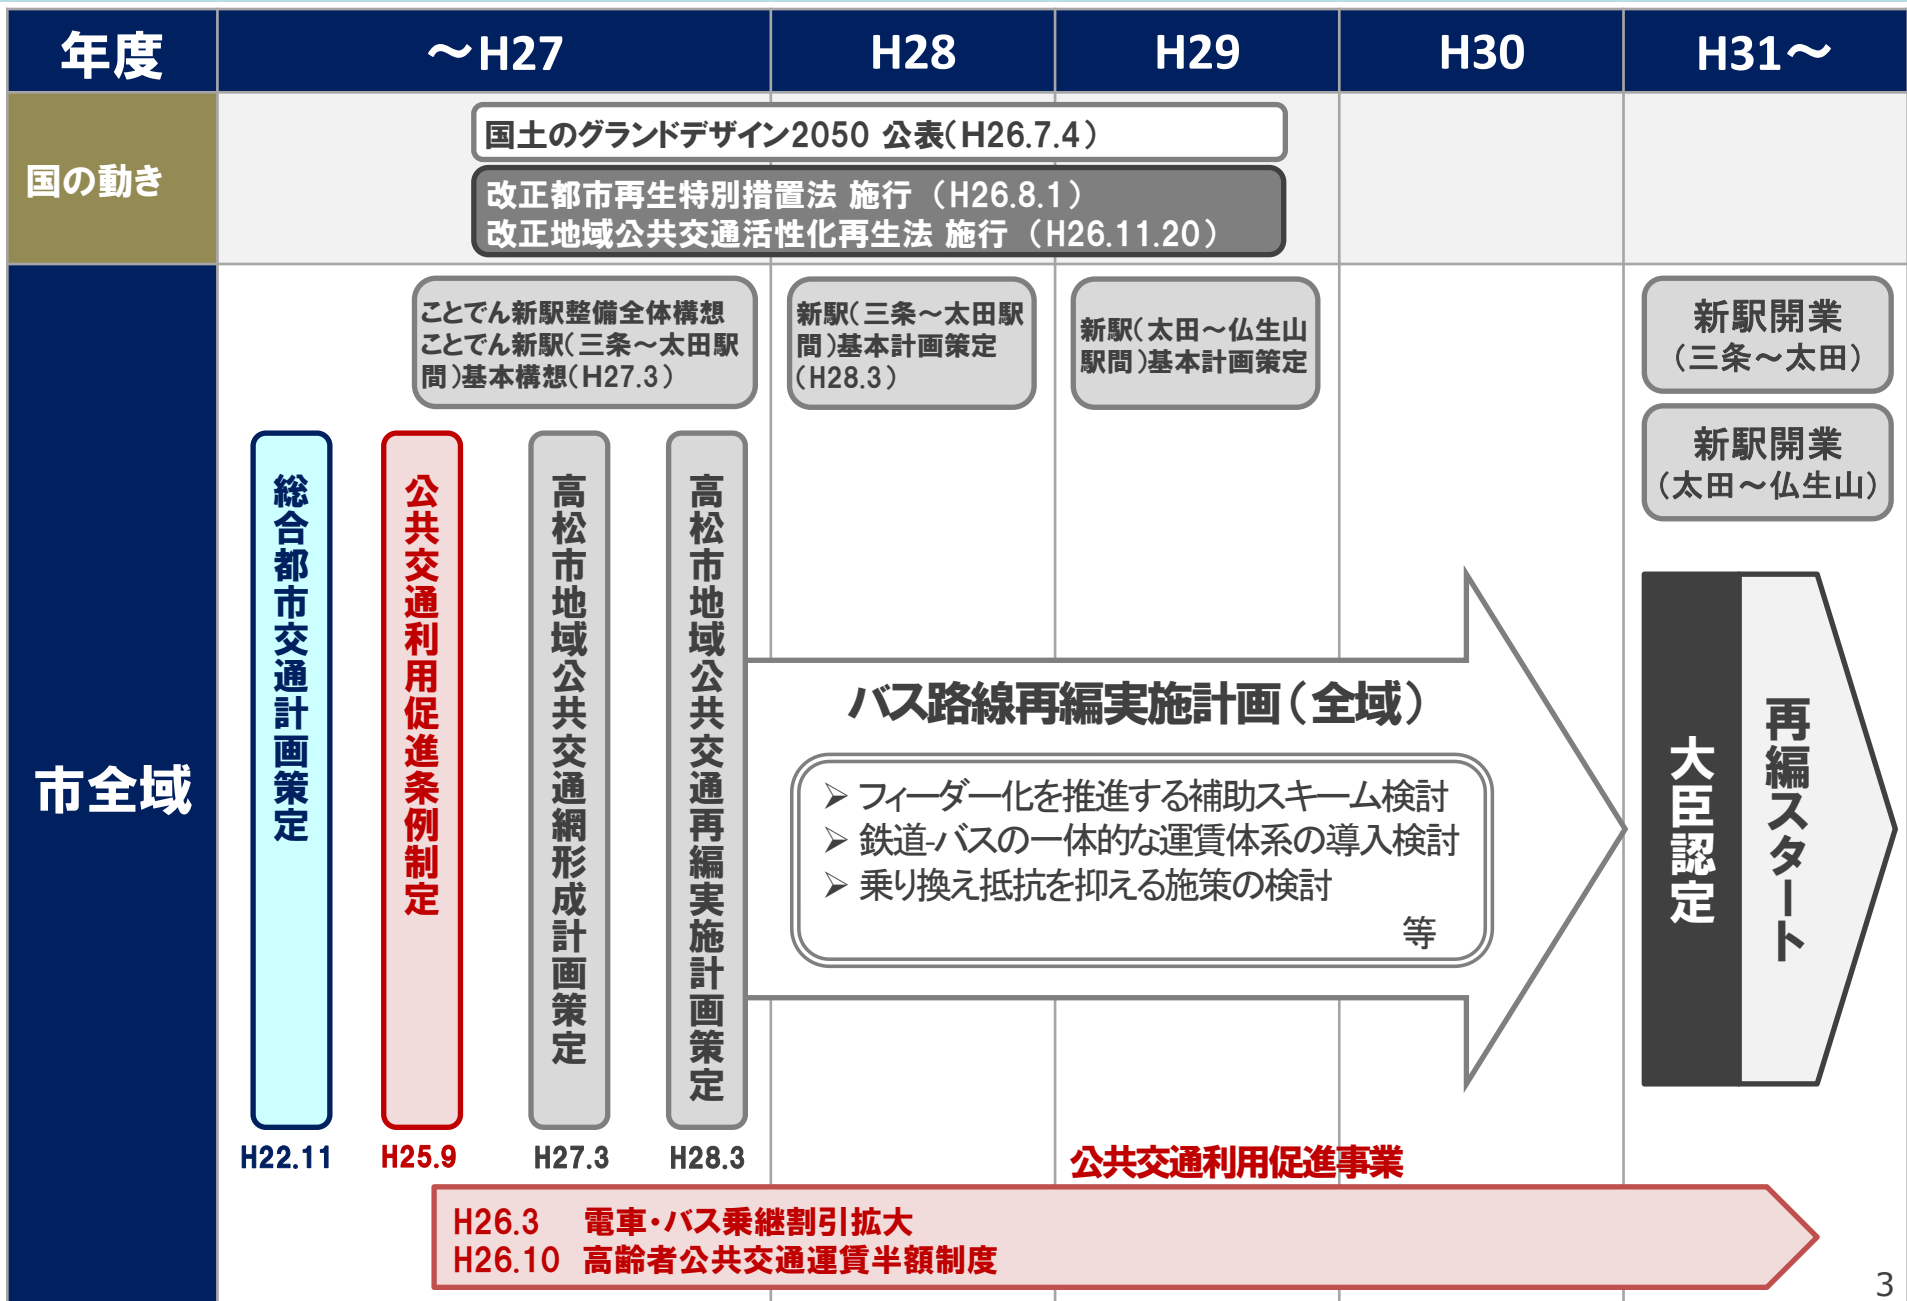 年度
～H27
H28
H29
H30
H31～
国の動き
国土のグランドデザイン2050 公表(H26.7.4)
改正都市再生特別措置法 施行 (H26.8.1)
改正地域公共交通活性化再生法 施行 (H26.11.20)
市全域
ことでん新駅整備全体構想
ことでん新駅(三条～太田駅
間)基本構想(H27.3)
新駅(三条～太田駅
間)基本計画策定
(H28.3)
新駅(太田～仏生山
駅間)基本計画策定
新駅開業
(三条～太田)
新駅開業
(太田～仏生山)
総合都市交通計画策定
公共交通利用促進条例制定
高松市地域公共交通網形成計画策定
高松市地域公共交通再編実施計画策定
バス路線再編実施計画(全域)
➢ フィーダー化を推進する補助スキーム検討
➢ 鉄道-バスの一体的な運賃体系の導入検討
➢ 乗り換え抵抗を抑える施策の検討
等
大臣認定
再編スタート
H22.11
H25.9
H27.3
H28.3
公共交通利用促進事業
H26.3 電車・バス乗継割引拡大
H26.10 高齢者公共交通運賃半額制度
3